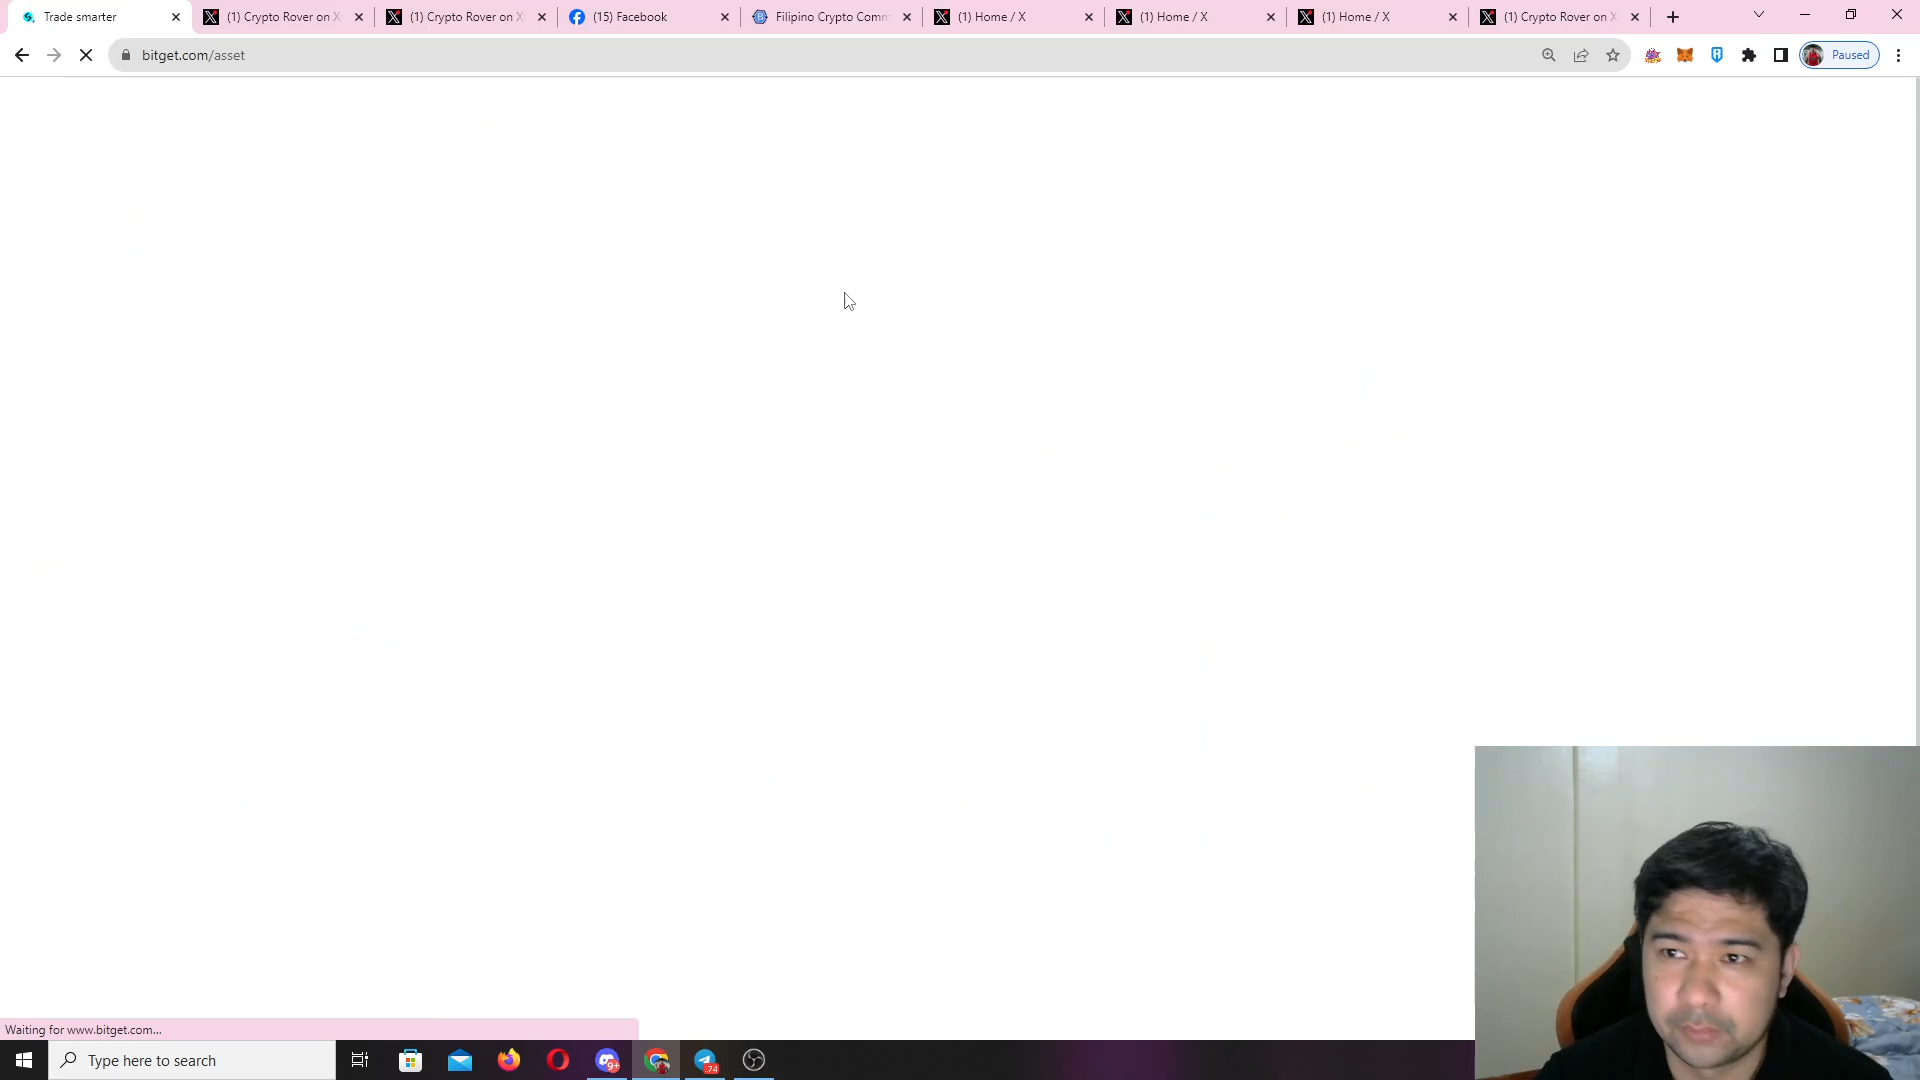 Trade smarter
(1) Crypto Rover on X
(1) Crypto Rover on X
(15) Facebook
Filipino Crypto Comm
(1) Home / X
(1) Home / X
(1) Home / X
(1) Crypto Rover on X
bitget.com/asset
Paused
Waiting for www.bitget.com...
Type here to search
9+
74